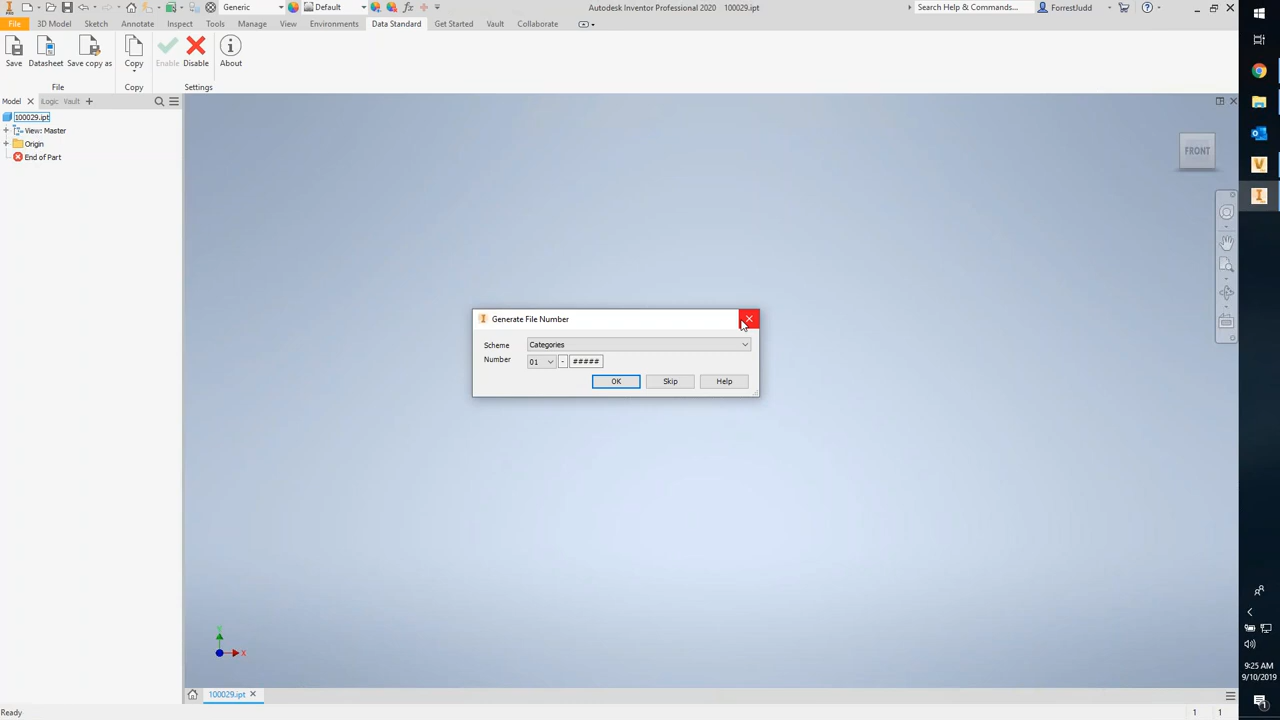 Generic
Default
Autodesk Inventor Professional 2020 100029.ipt
Search Help & Commands...
ForrestJudd
File 3D Model Sketch Annotate Inspect Tools Manage View Environments Data Standard Get Started Vault Collaborate
Save Datasheet Save copy as Copy Enable Disable About
File Copy Settings
Model iLogic Vault
100029.ipt
View: Master
Origin
End of Part
FRONT
Generate File Number
Scheme Categories
Number 01 - #####
OK Skip Help
Y
X
100029.ipt
Ready
1 1
9:25 AM
9/10/2019
1